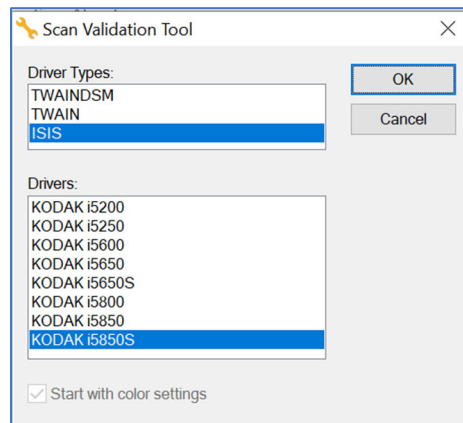 Scan Validation Tool
Driver Types:
TWAINDSM
TWAIN
ISIS
OK
Cancel
Drivers:
KODAK i5200
KODAK i5250
KODAK i5600
KODAK i5650
KODAK i5650S
KODAK i5800
KODAK i5850
KODAK i5850S
Start with color settings